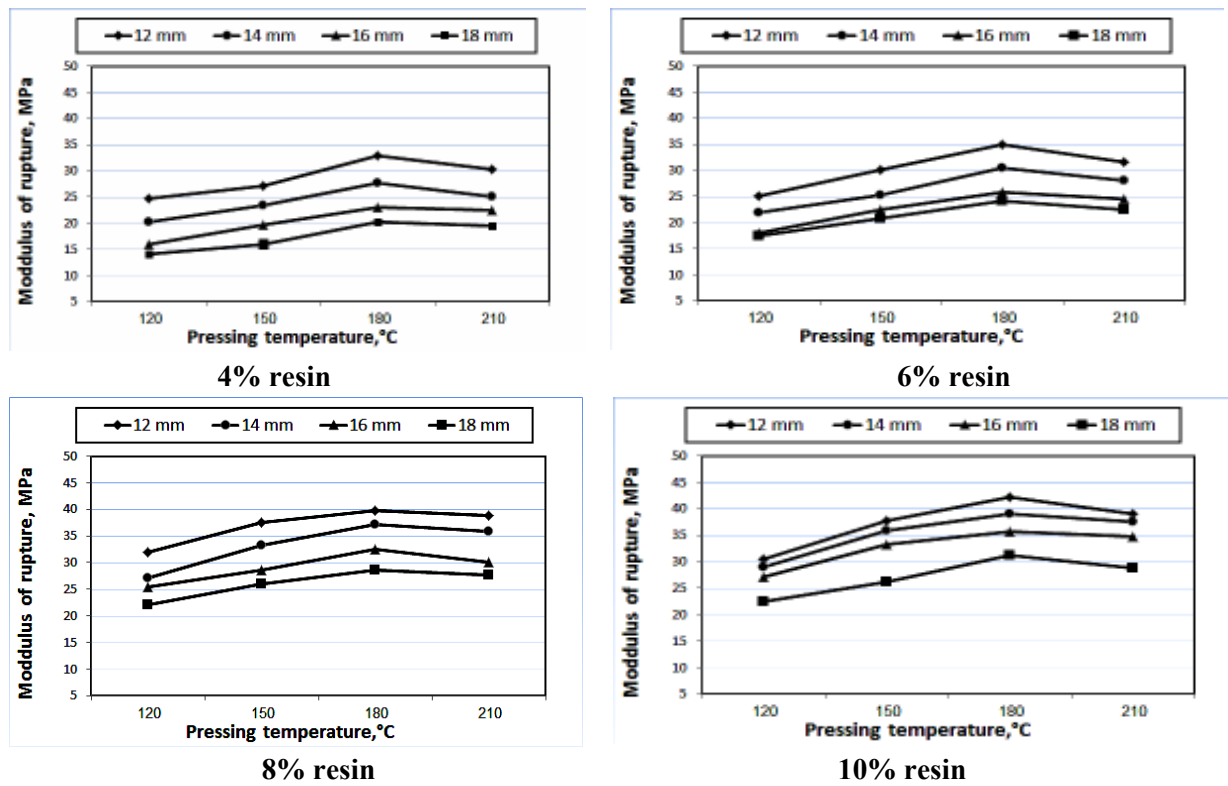 12 mm 14 mm 16 mm 18 mm
Moddulus of rupture, MPa
50
45
40
35
30
25
20
15
10
5
120 150 180 210
Pressing temperature,°C
4% resin
12 mm 14 mm 16 mm 18 mm
Moddulus of rupture, MPa
50
45
40
35
30
25
20
15
10
5
120 150 180 210
Pressing temperature,°C
6% resin
12 mm 14 mm 16 mm 18 mm
Moddulus of rupture, MPa
50
45
40
35
30
25
20
15
10
5
120 150 180 210
Pressing temperature,°C
8% resin
12 mm 14 mm 16 mm 18 mm
Moddulus of rupture, MPa
50
45
40
35
30
25
20
15
10
5
120 150 180 210
Pressing temperature,°C
10% resin